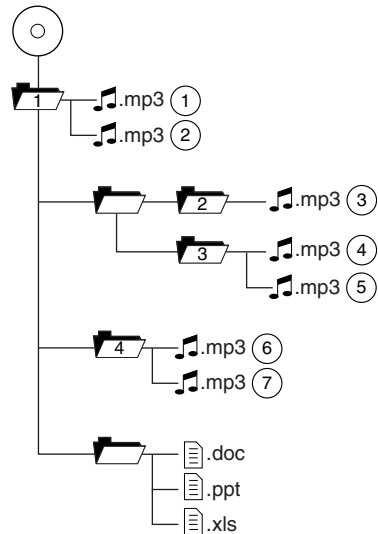 1 .mp3 1
.mp3 2
2 .mp3 3
3 .mp3 4
.mp3 5
4 .mp3 6
.mp3 7
.doc
.ppt
.xls